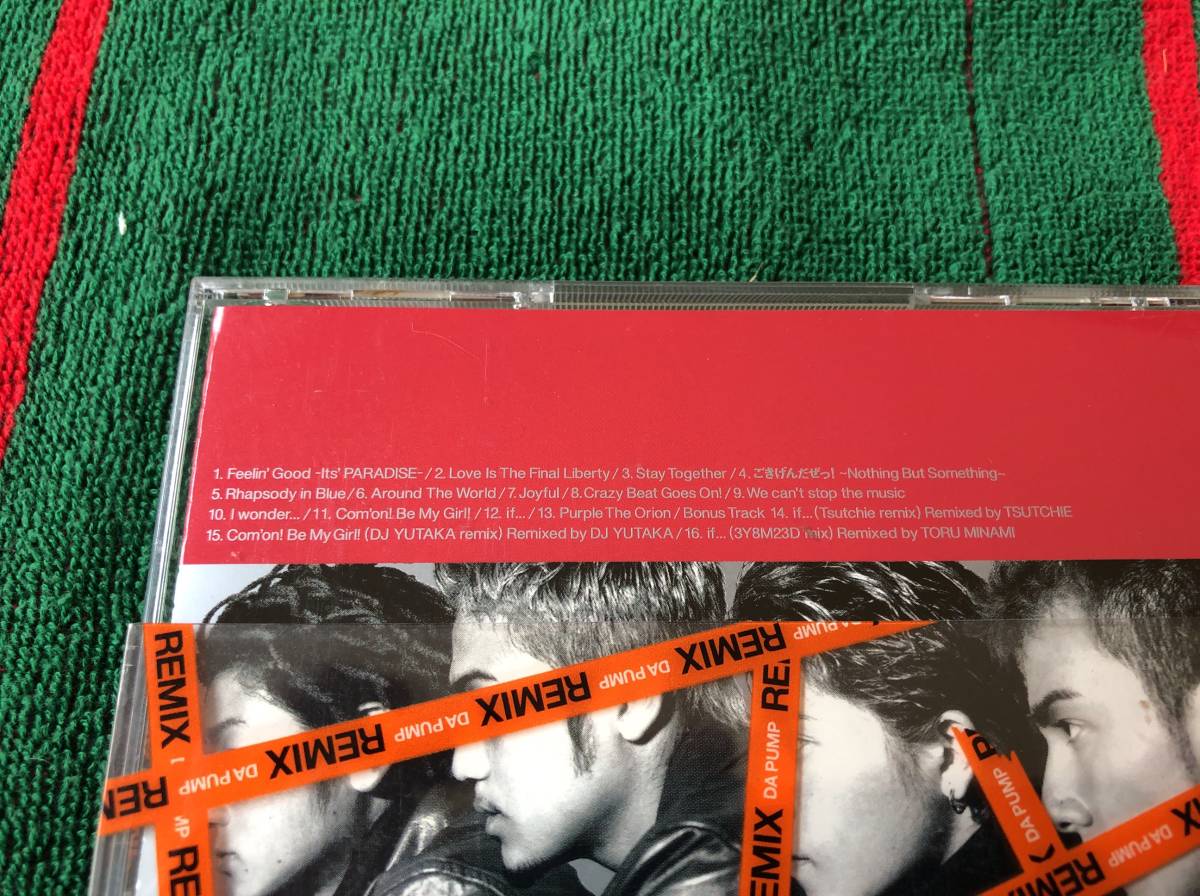 1. Feelin' Good -Its' PARADISE- / 2. Love Is The Final Liberty / 3. Stay Together / 4. ごきげんだぜっ! ~Nothing But Something~
5. Rhapsody in Blue / 6. Around The World / 7. Joyful / 8. Crazy Beat Goes On! / 9. We can't stop the music
10. I wonder... / 11. Com'on! Be My Girl! / 12. if... / 13. Purple The Orion / Bonus Track 14. if... (Tsutchie remix) Remixed by TSUTCHIE
15. Com'on! Be My Girl! (DJ YUTAKA remix) Remixed by DJ YUTAKA / 16. if... (3Y8M23D mix) Remixed by TORU MINAMI
REMIX
REMIX DA PUMP REMIX DA PUMP REMIX DA PUMP REMIX DA PUMP
REMIX DA PUMP
DA PUMP
REMIX DA PUMP